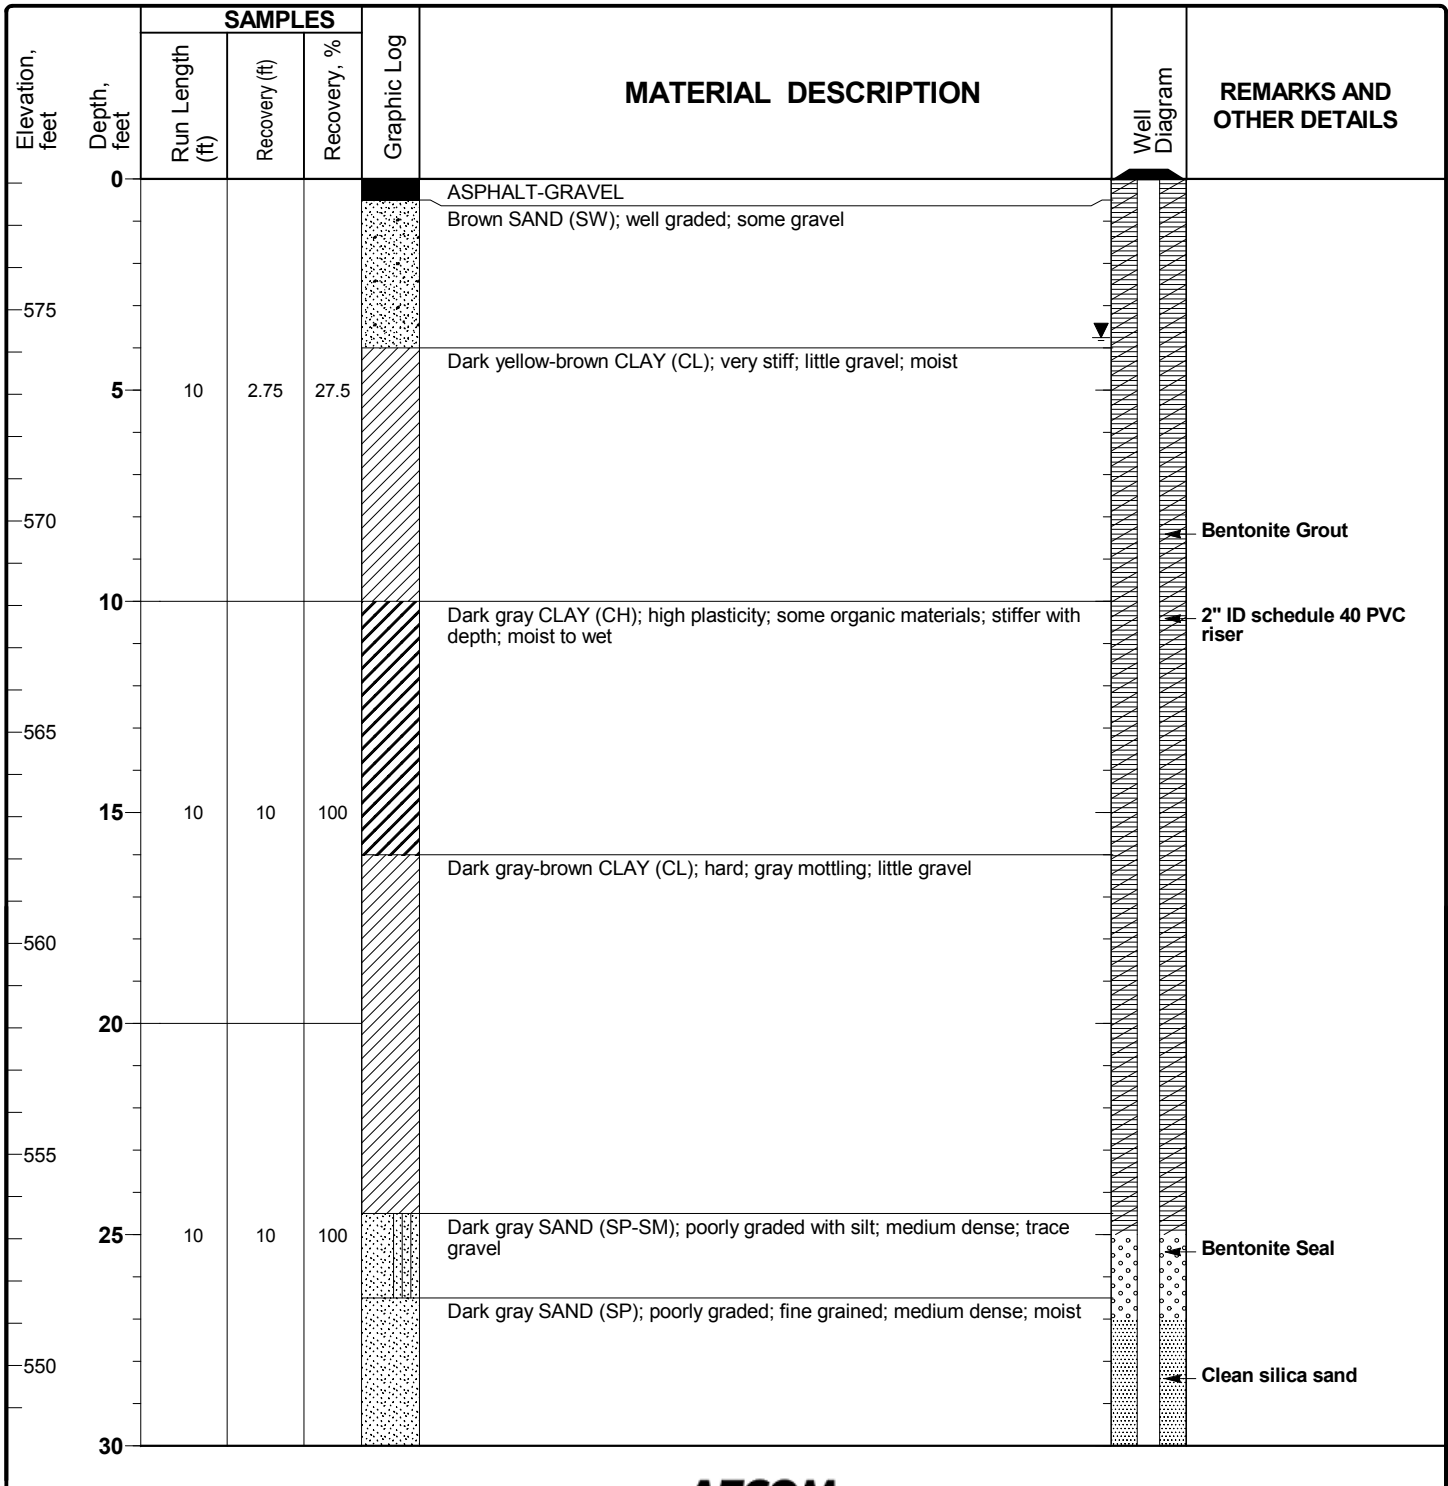 SAMPLES
Elevation,
feet
Depth,
feet
Run Length
(ft)
Recovery (ft)
Recovery, %
Graphic Log
MATERIAL DESCRIPTION
Well
Diagram
REMARKS AND
OTHER DETAILS
0
ASPHALT-GRAVEL
Brown SAND (SW); well graded; some gravel
575
Dark yellow-brown CLAY (CL); very stiff; little gravel; moist
5 10 2.75 27.5
570
Bentonite Grout
10
Dark gray CLAY (CH); high plasticity; some organic materials; stiffer with
depth; moist to wet
2" ID schedule 40 PVC
riser
565
15 10 10 100
Dark gray-brown CLAY (CL); hard; gray mottling; little gravel
560
20
555
Dark gray SAND (SP-SM); poorly graded with silt; medium dense; trace
gravel
25 10 10 100
Bentonite Seal
Dark gray SAND (SP); poorly graded; fine grained; medium dense; moist
550
Clean silica sand
30